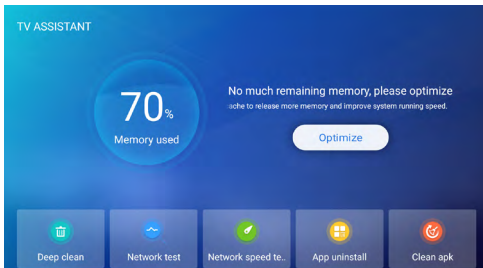 TV ASSISTANT
70%
Memory used
No much remaining memory, please optimize
ache to release more memory and improve system running speed.
Optimize
Deep clean
Network test
Network speed te..
App uninstall
Clean apk